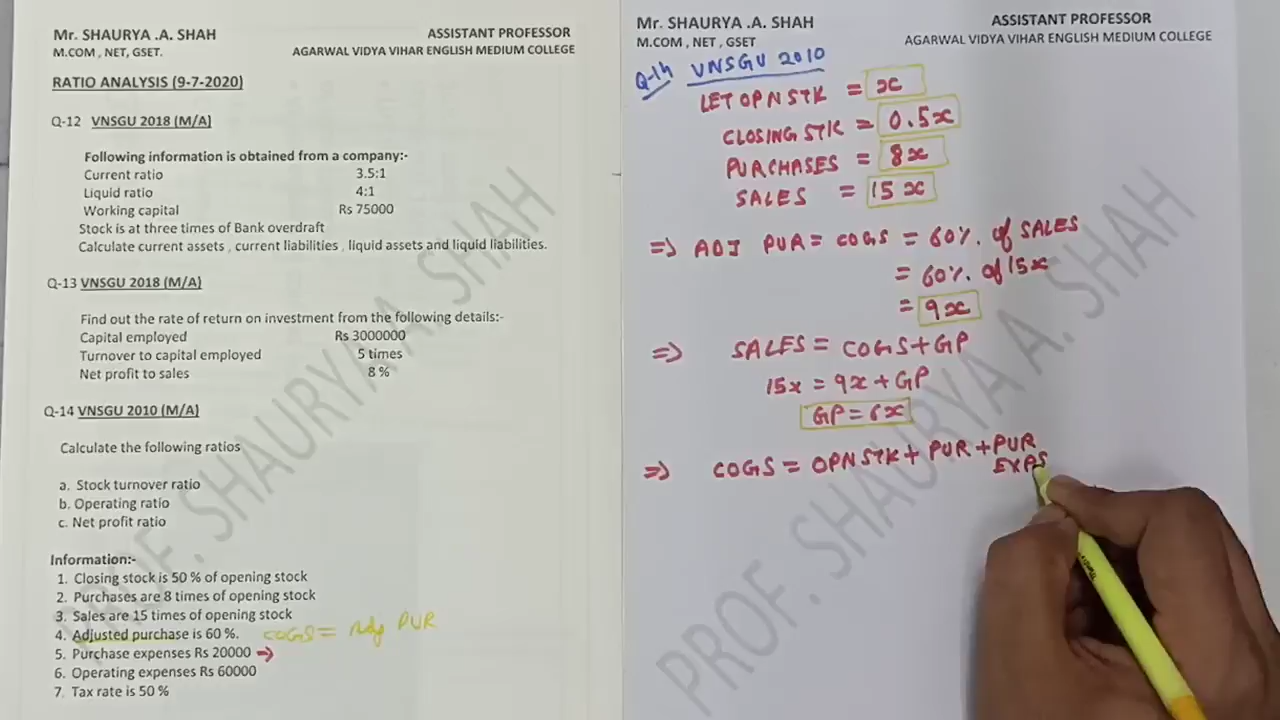 Mr. SHAURYA .A. SHAH
ASSISTANT PROFESSOR
M.COM, NET, GSET.
AGARWAL VIDYA VIHAR ENGLISH MEDIUM COLLEGE
RATIO ANALYSIS (9-7-2020)
Q-12 VNSGU 2018 (M/A)
Following information is obtained from a company:-
Current ratio 3.5:1
Liquid ratio 4:1
Working capital Rs 75000
Stock is at three times of Bank overdraft
Calculate current assets , current liabilities , liquid assets and liquid liabilities.
Q-13 VNSGU 2018 (M/A)
Find out the rate of return on investment from the following details:-
Capital employed Rs 3000000
Turnover to capital employed 5 times
Net profit to sales 8 %
Q-14 VNSGU 2010 (M/A)
Calculate the following ratios
a. Stock turnover ratio
b. Operating ratio
c. Net profit ratio
Information:-
1. Closing stock is 50 % of opening stock
2. Purchases are 8 times of opening stock
3. Sales are 15 times of opening stock
4. Adjusted purchase is 60 %. COGS = Adj PUR
5. Purchase expenses Rs 20000 →
6. Operating expenses Rs 60000
7. Tax rate is 50 %
PROF. SHAURYA A. SHAH
Mr. SHAURYA .A. SHAH
ASSISTANT PROFESSOR
M.COM , NET , GSET
AGARWAL VIDYA VIHAR ENGLISH MEDIUM COLLEGE
Q-14 VNSGU 2010
LET OPN STK = x
CLOSING STK = 0.5x
PURCHASES = 8x
SALES = 15x
⇒ ADJ PUR = COGS = 60% of SALES
= 60% of 15x
= 9x
⇒ SALES = COGS + GP
15x = 9x + GP
GP = 6x
⇒ COGS = OPN STK + PUR + PUR
EXPS
PROF. SHAURYA A. SHAH